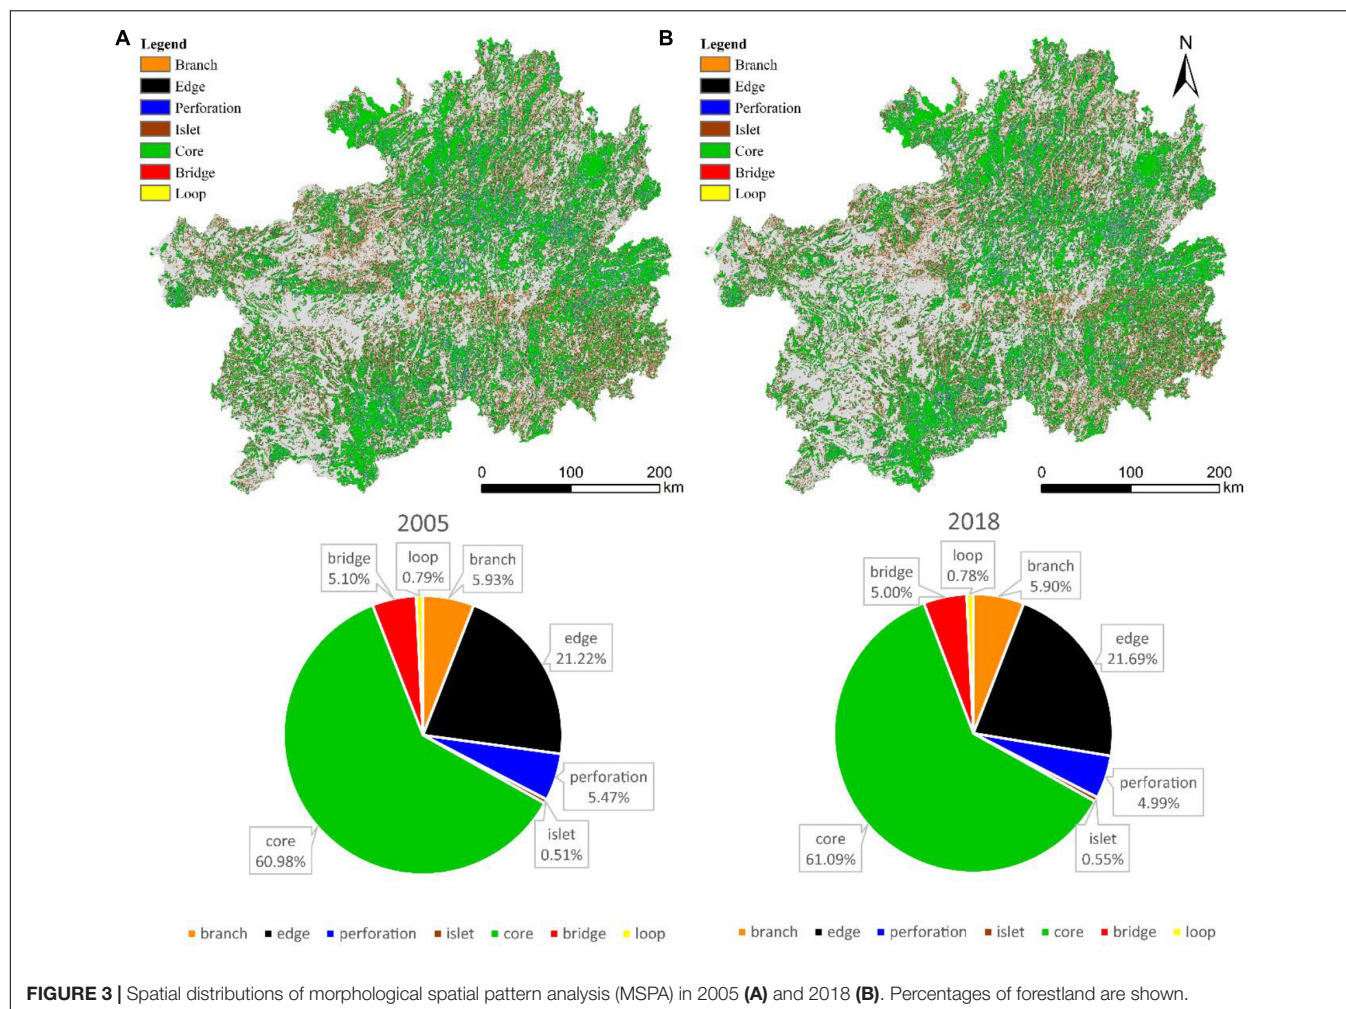 A
Legend
Branch
Edge
Perforation
Islet
Core
Bridge
Loop
0 100 200
km
B
Legend
Branch
Edge
Perforation
Islet
Core
Bridge
Loop
N
0 100 200
km
2005
bridge
5.10%
loop
0.79%
branch
5.93%
edge
21.22%
perforation
5.47%
islet
0.51%
core
60.98%
branch edge perforation islet core bridge loop
2018
bridge
5.00%
loop
0.78%
branch
5.90%
edge
21.69%
perforation
4.99%
islet
0.55%
core
61.09%
branch edge perforation islet core bridge loop
FIGURE 3 | Spatial distributions of morphological spatial pattern analysis (MSPA) in 2005 (A) and 2018 (B). Percentages of forestland are shown.